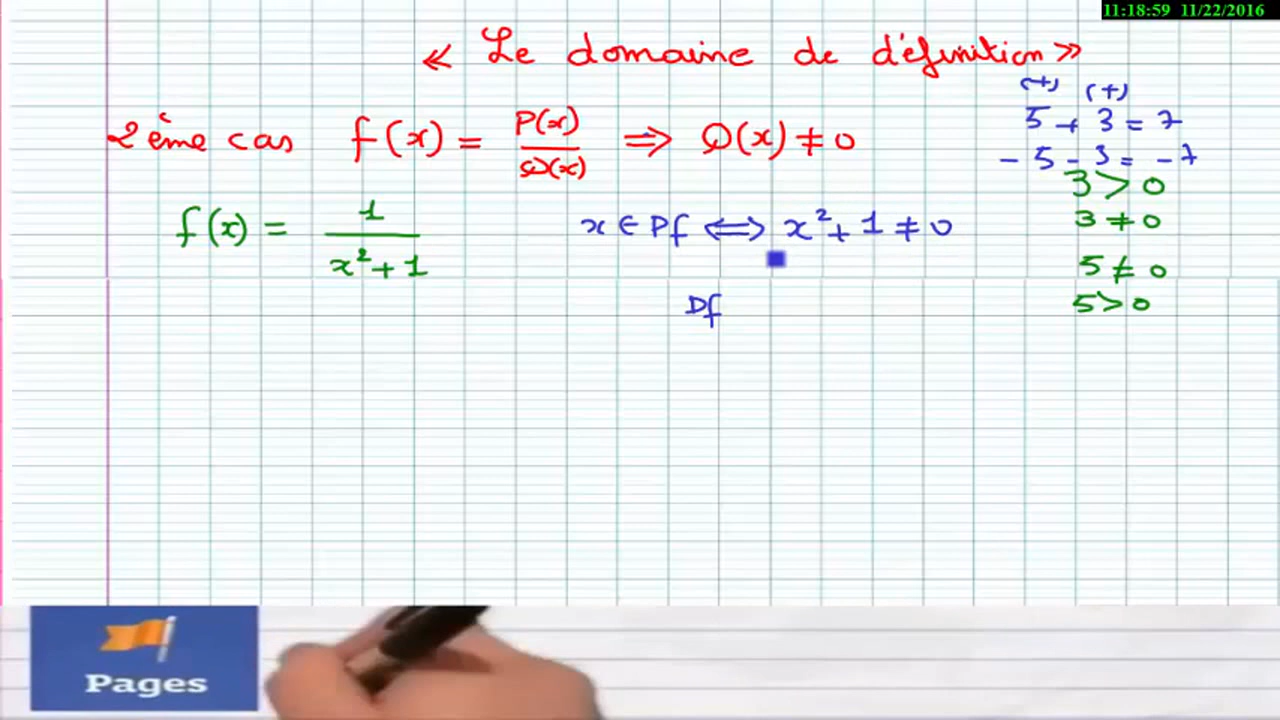 11:18:59 11/22/2016
« Le domaine de définition »
2ème cas f(x) = P(x)/Q(x) ⇒ Q(x) ≠ 0
f(x) = 1/(x²+1)
x ∈ Df ⇔ x²+1 ≠ 0
Df
(+) (+)
5 + 3 = 7
- 5 - 3 = -7
3 > 0
3 ≠ 0
5 ≠ 0
5 > 0
Pages